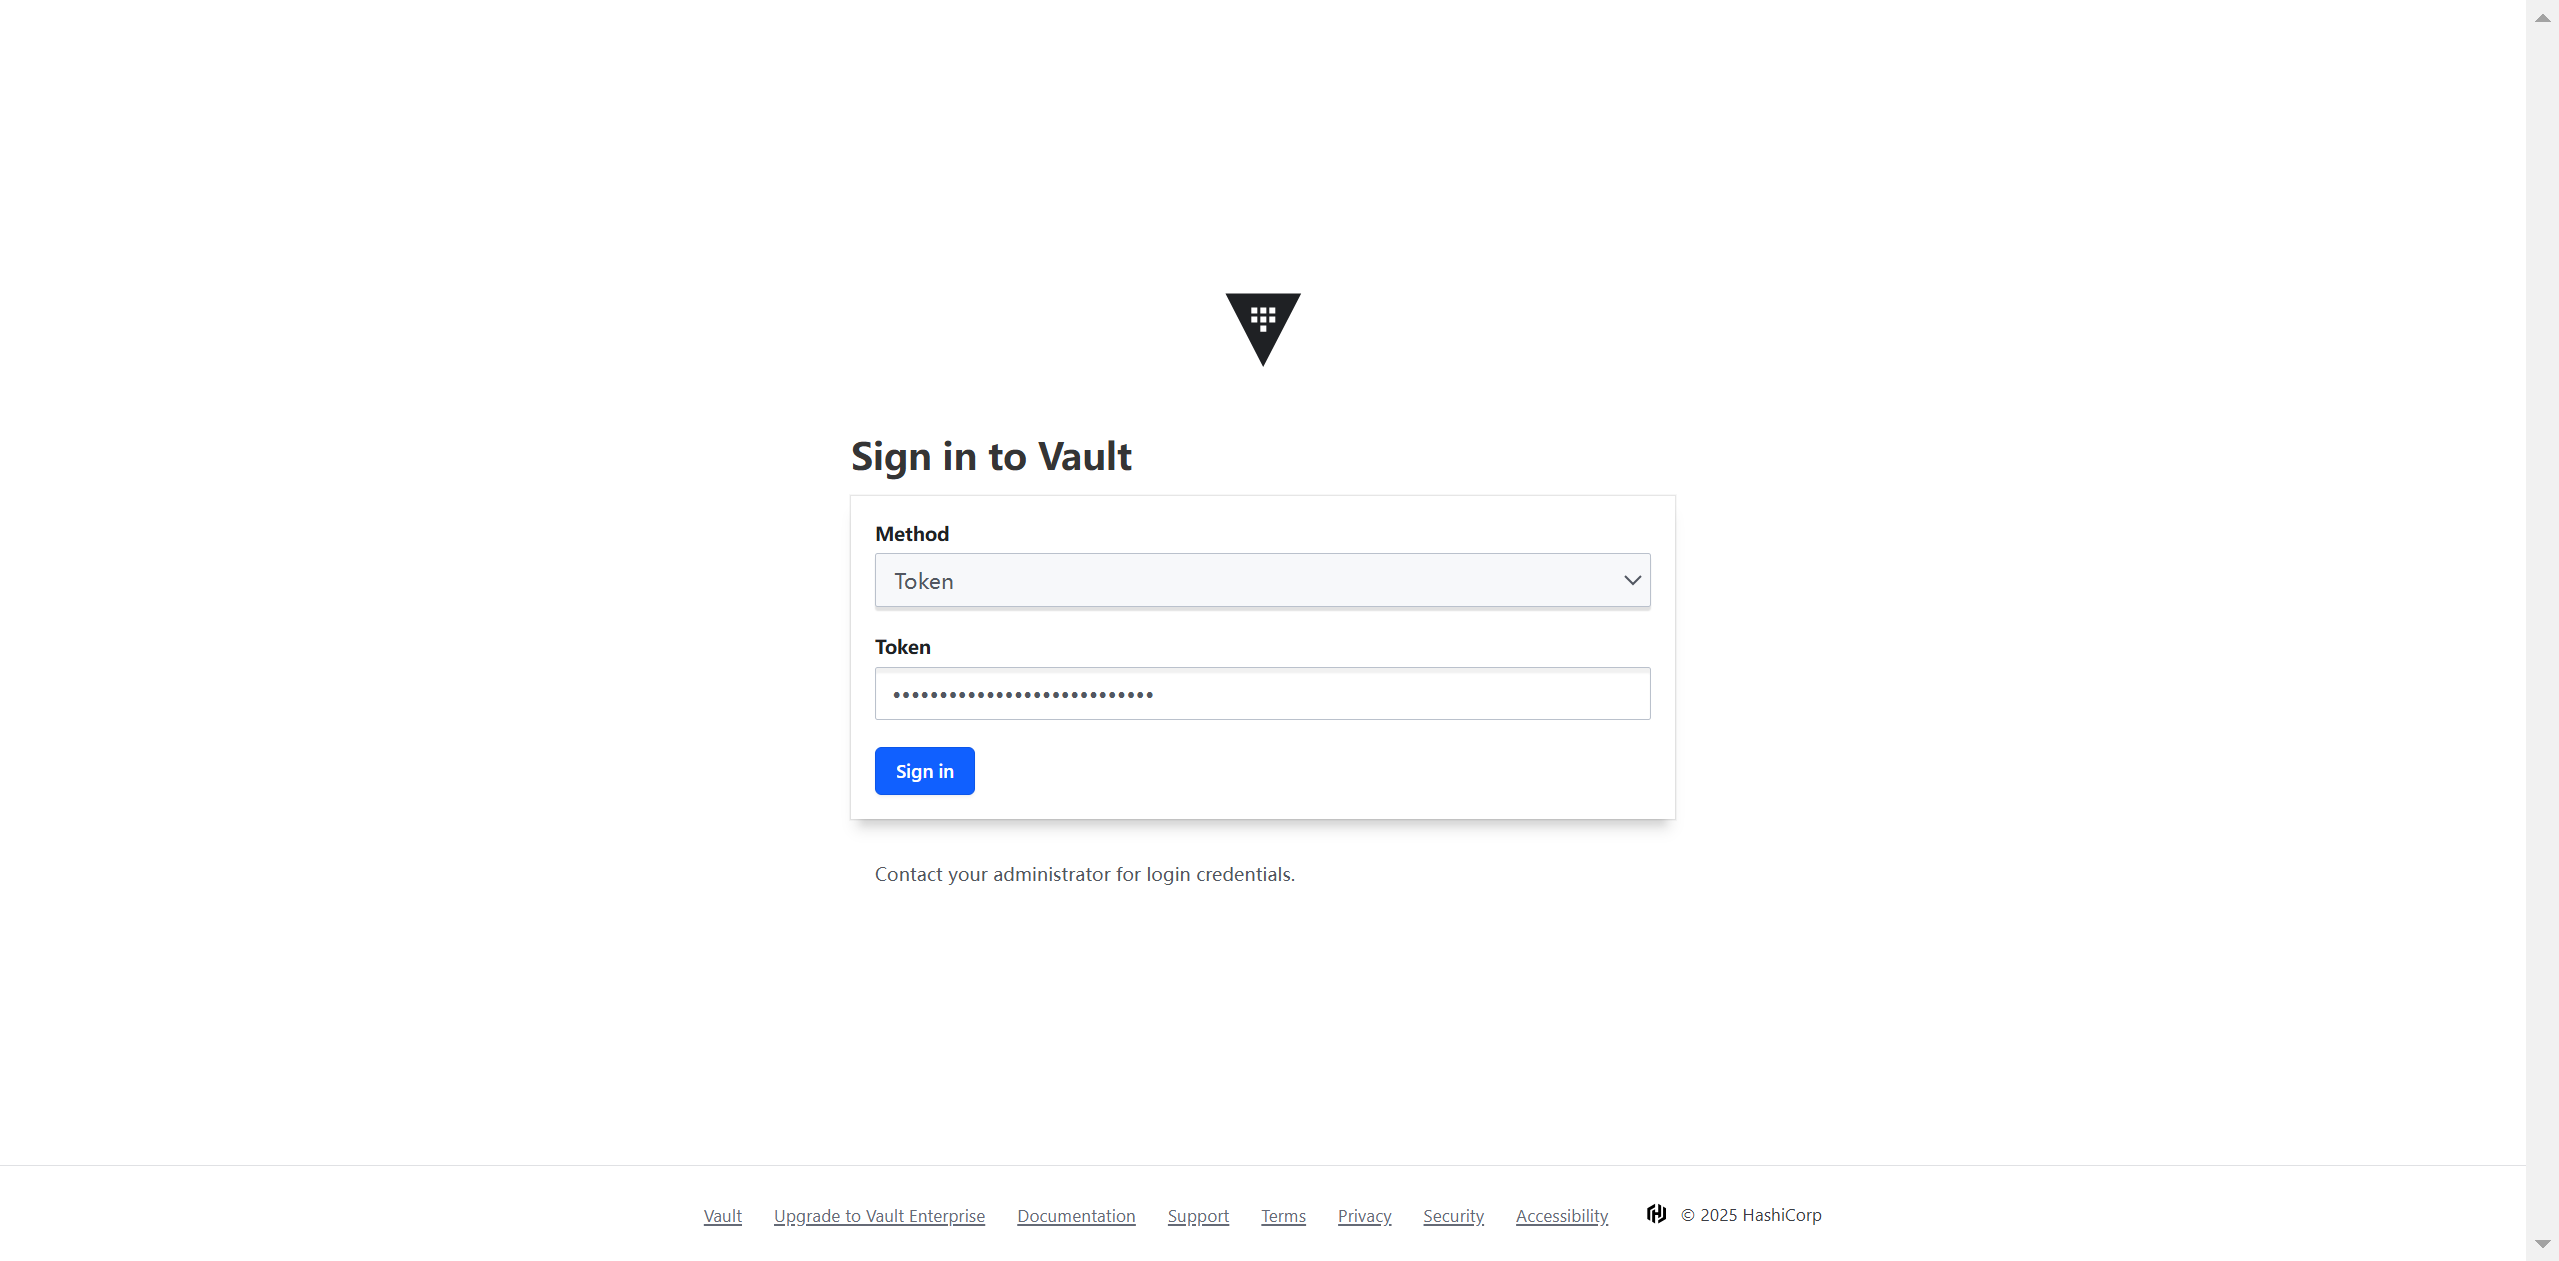 Sign in to Vault
Method
Token
Token
••••••••••••••••••••••••••••
Sign in
Contact your administrator for login credentials.
Vault Upgrade to Vault Enterprise Documentation Support Terms Privacy Security Accessibility © 2025 HashiCorp